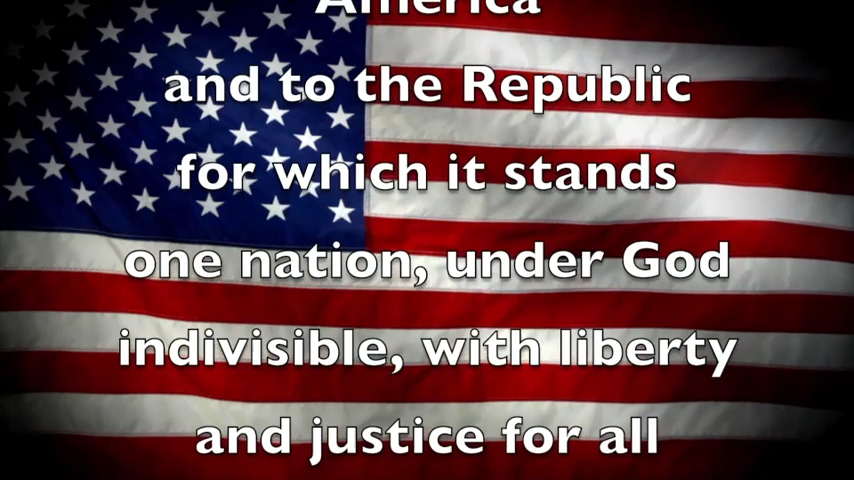 America
and to the Republic
for which it stands
one nation, under God
indivisible, with liberty
and justice for all